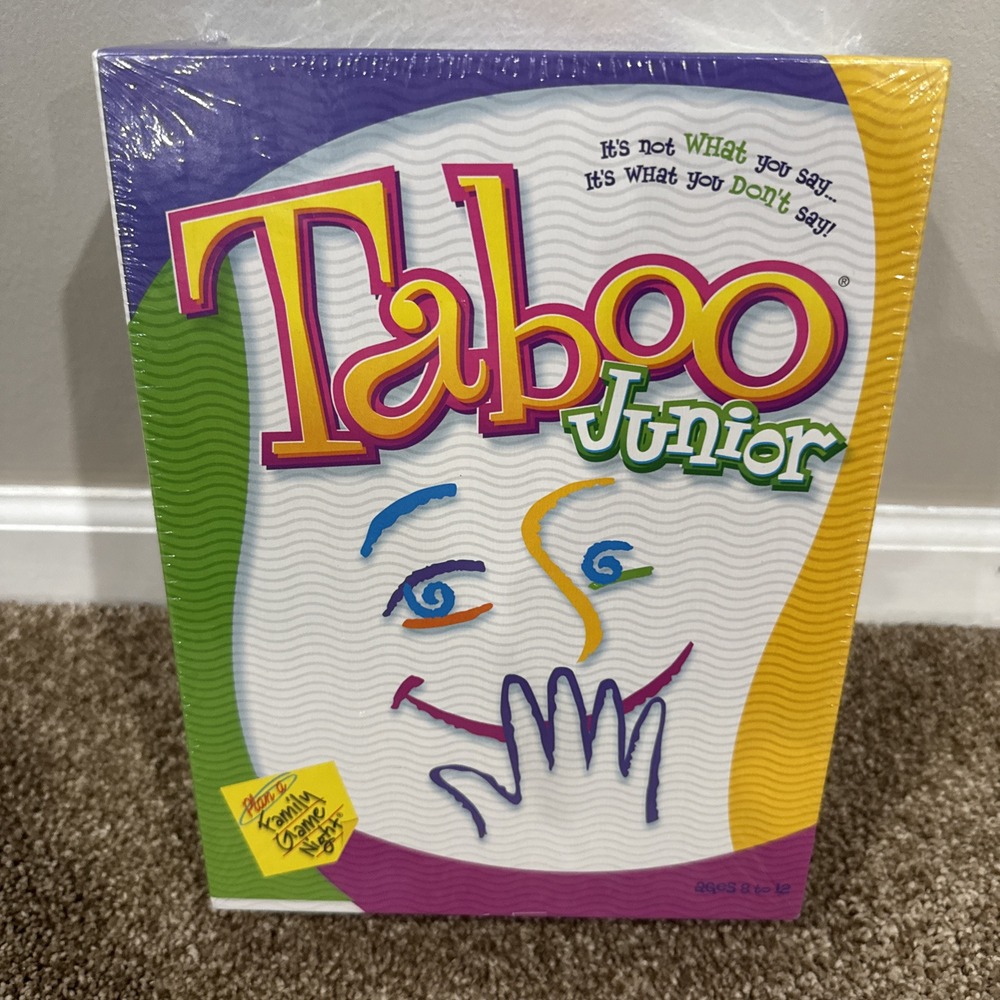 It's not WHat you say...
It's WHat you Don't say!
Taboo®
Junior
Plan a
Family
Game
Night®
AGES 8 to 12